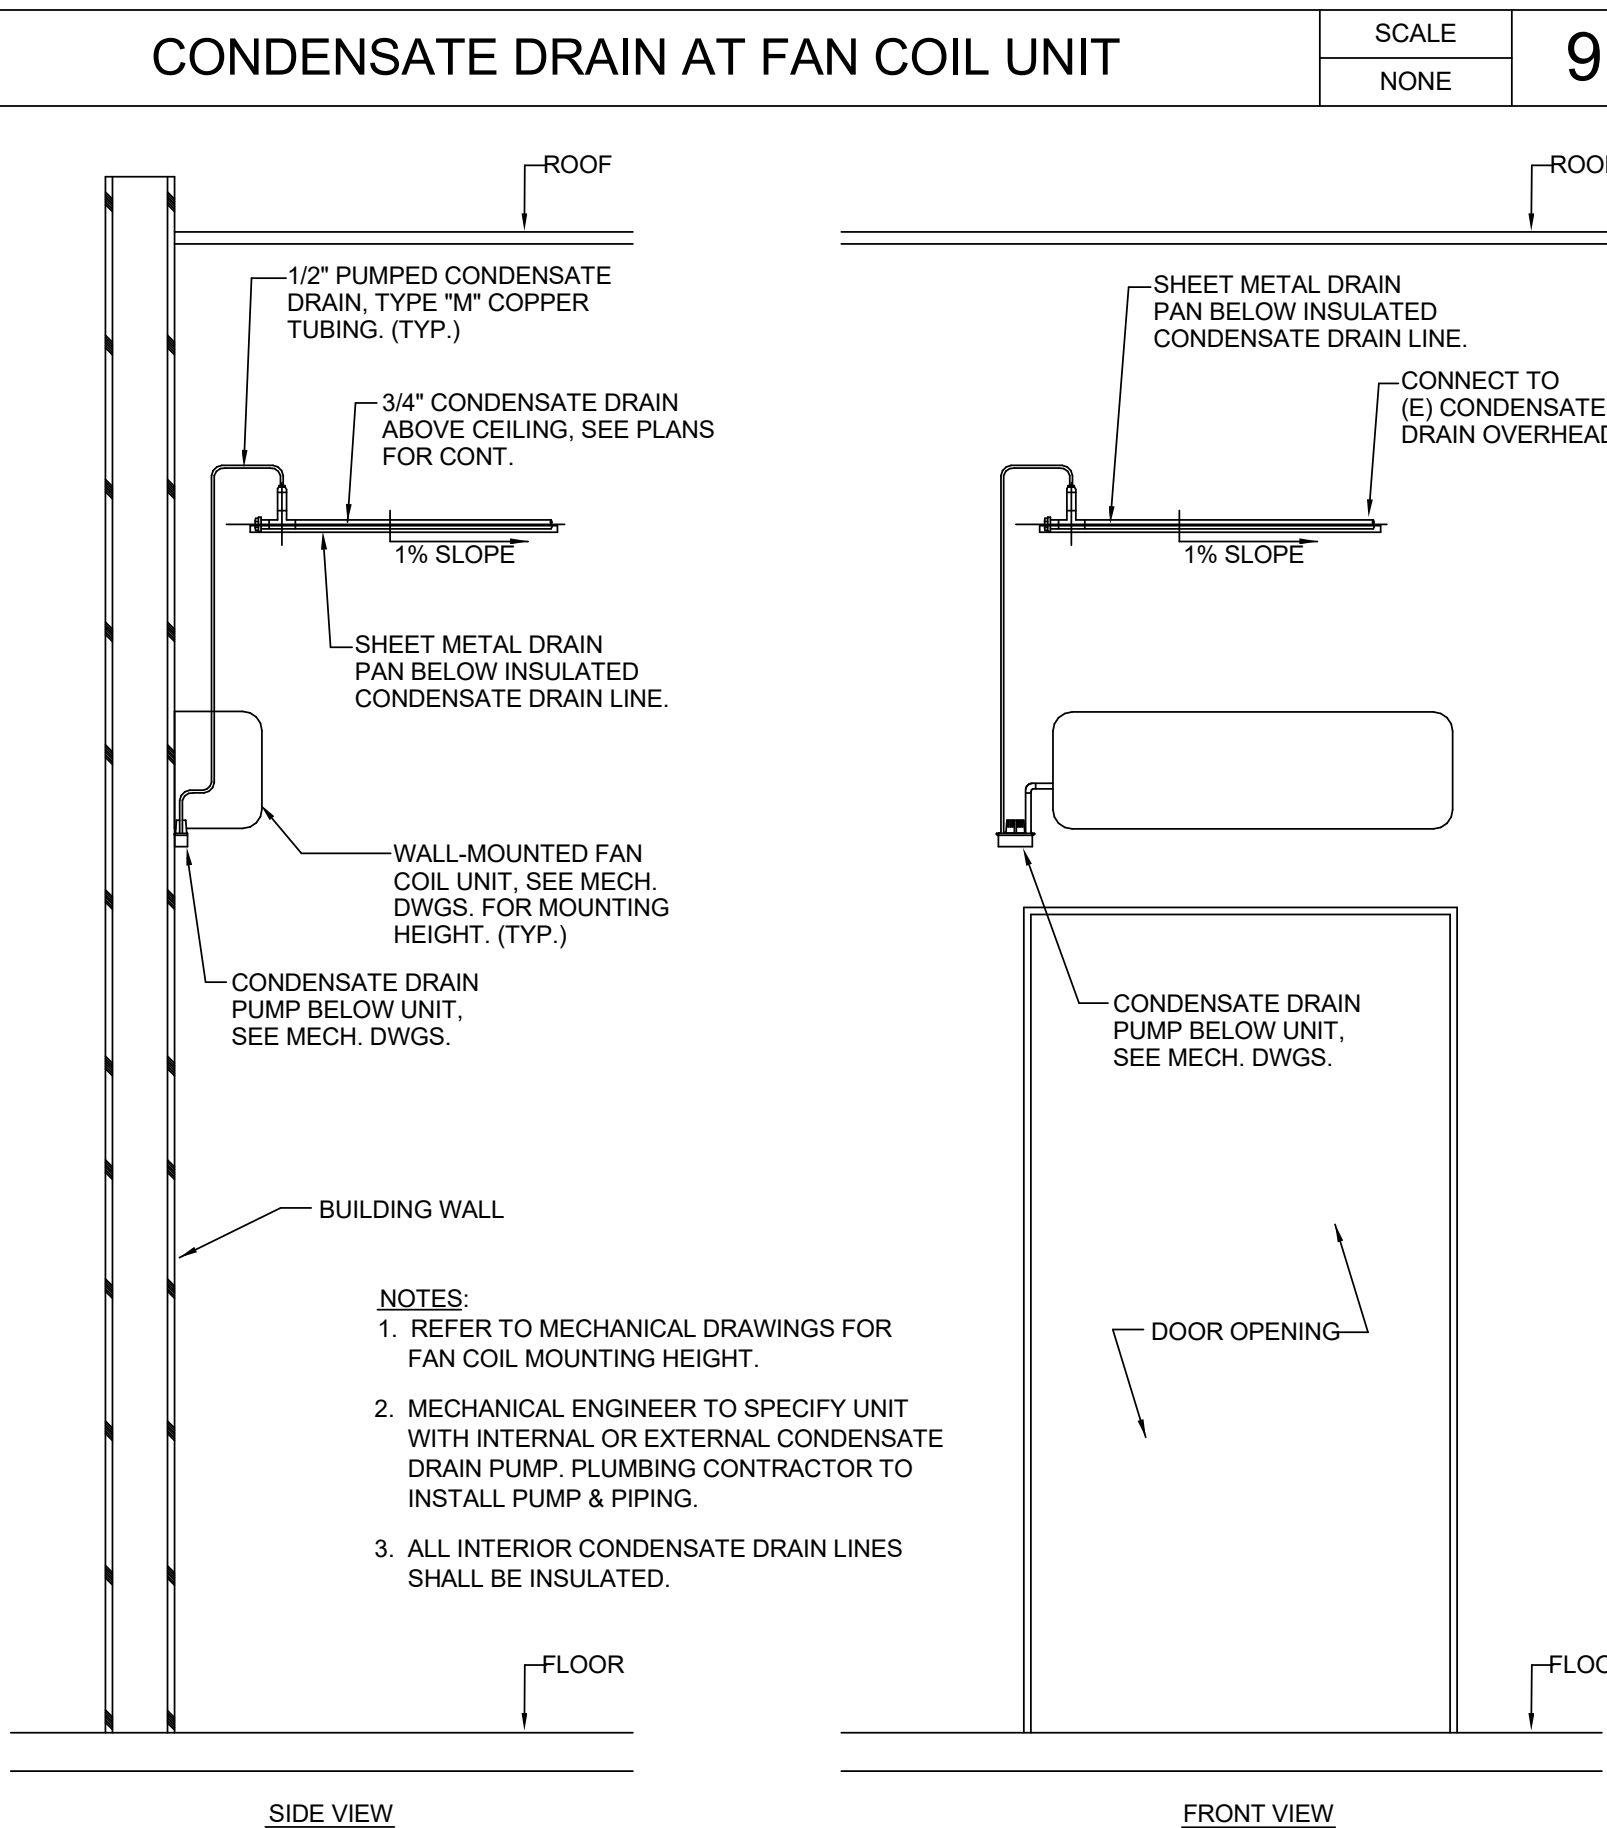 CONDENSATE DRAIN AT FAN COIL UNIT
SCALE
NONE
9
ROOF
1/2" PUMPED CONDENSATE
DRAIN, TYPE "M" COPPER
TUBING. (TYP.)
3/4" CONDENSATE DRAIN
ABOVE CEILING, SEE PLANS
FOR CONT.
1% SLOPE
SHEET METAL DRAIN
PAN BELOW INSULATED
CONDENSATE DRAIN LINE.
WALL-MOUNTED FAN
COIL UNIT, SEE MECH.
DWGS. FOR MOUNTING
HEIGHT. (TYP.)
CONDENSATE DRAIN
PUMP BELOW UNIT,
SEE MECH. DWGS.
BUILDING WALL
NOTES:
1. REFER TO MECHANICAL DRAWINGS FOR
FAN COIL MOUNTING HEIGHT.
2. MECHANICAL ENGINEER TO SPECIFY UNIT
WITH INTERNAL OR EXTERNAL CONDENSATE
DRAIN PUMP. PLUMBING CONTRACTOR TO
INSTALL PUMP & PIPING.
3. ALL INTERIOR CONDENSATE DRAIN LINES
SHALL BE INSULATED.
FLOOR
SIDE VIEW
SHEET METAL DRAIN
PAN BELOW INSULATED
CONDENSATE DRAIN LINE.
CONNECT TO
(E) CONDENSATE
DRAIN OVERHEAD
1% SLOPE
CONDENSATE DRAIN
PUMP BELOW UNIT,
SEE MECH. DWGS.
DOOR OPENING
FRONT VIEW